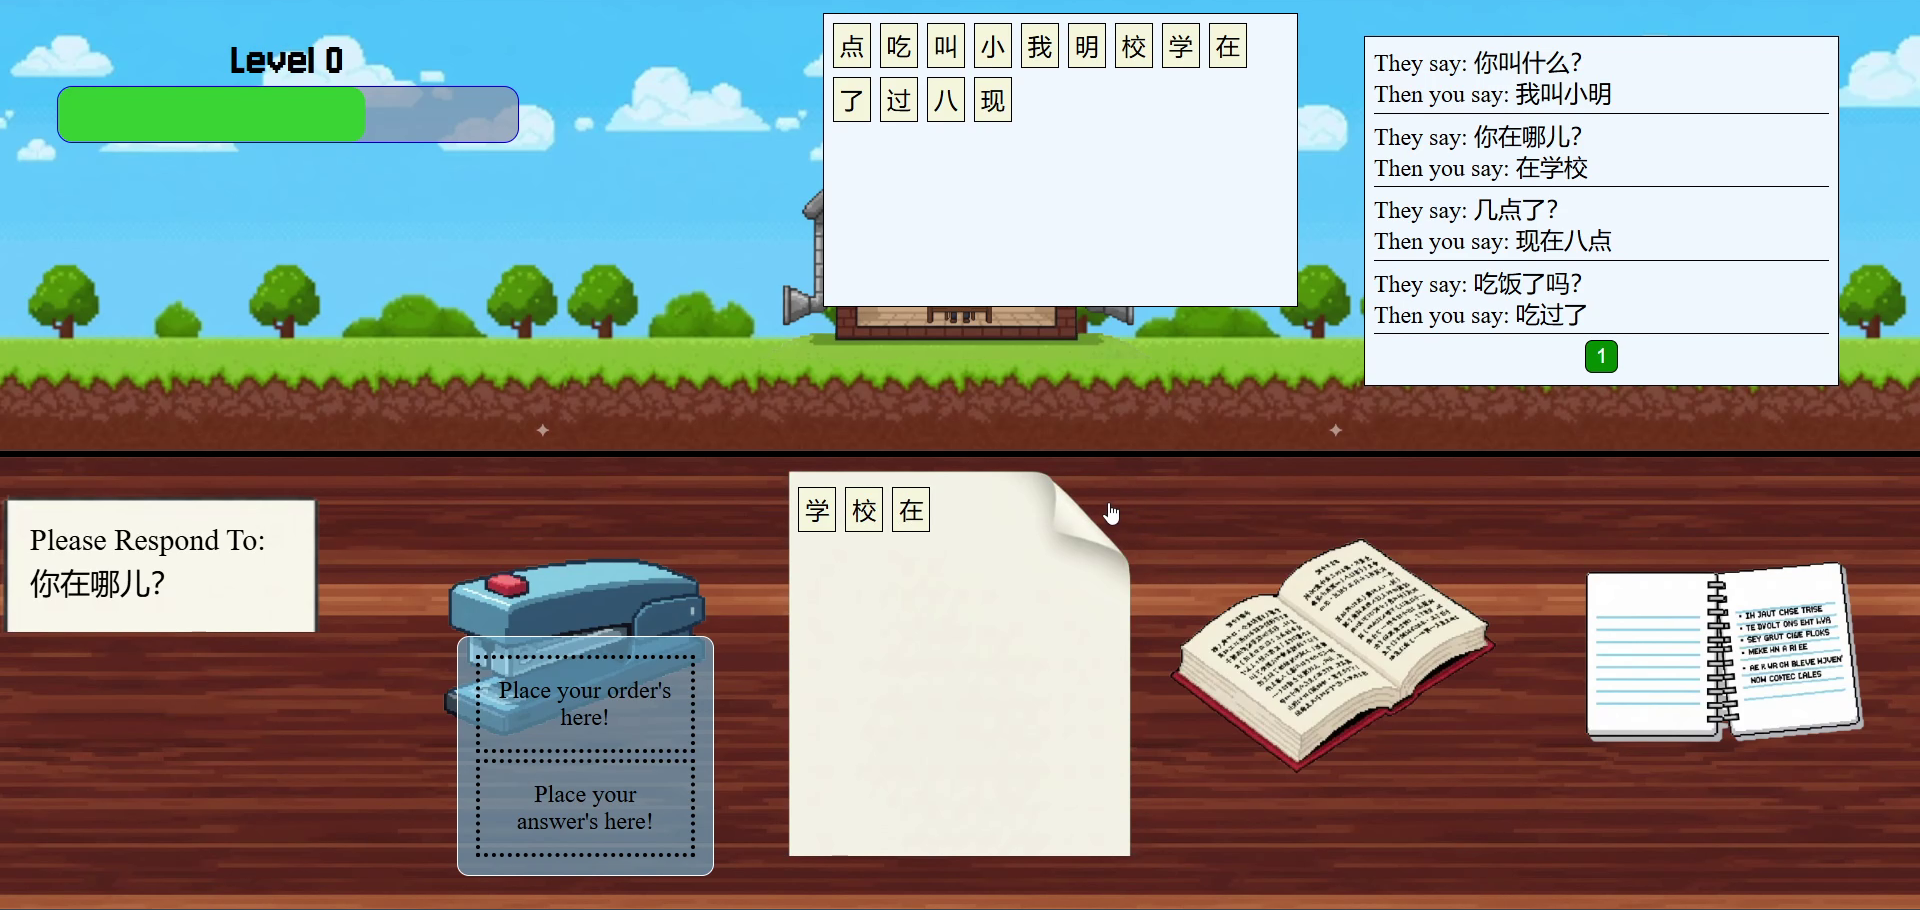 Level 0
点 吃 叫 小 我 明 校 学 在
了 过 八 现
They say: 你叫什么?
Then you say: 我叫小明
They say: 你在哪儿?
Then you say: 在学校
They say: 几点了?
Then you say: 现在八点
They say: 吃饭了吗?
Then you say: 吃过了
1
Please Respond To:
你在哪儿?
Place your order's
here!
Place your
answer's here!
学 校 在